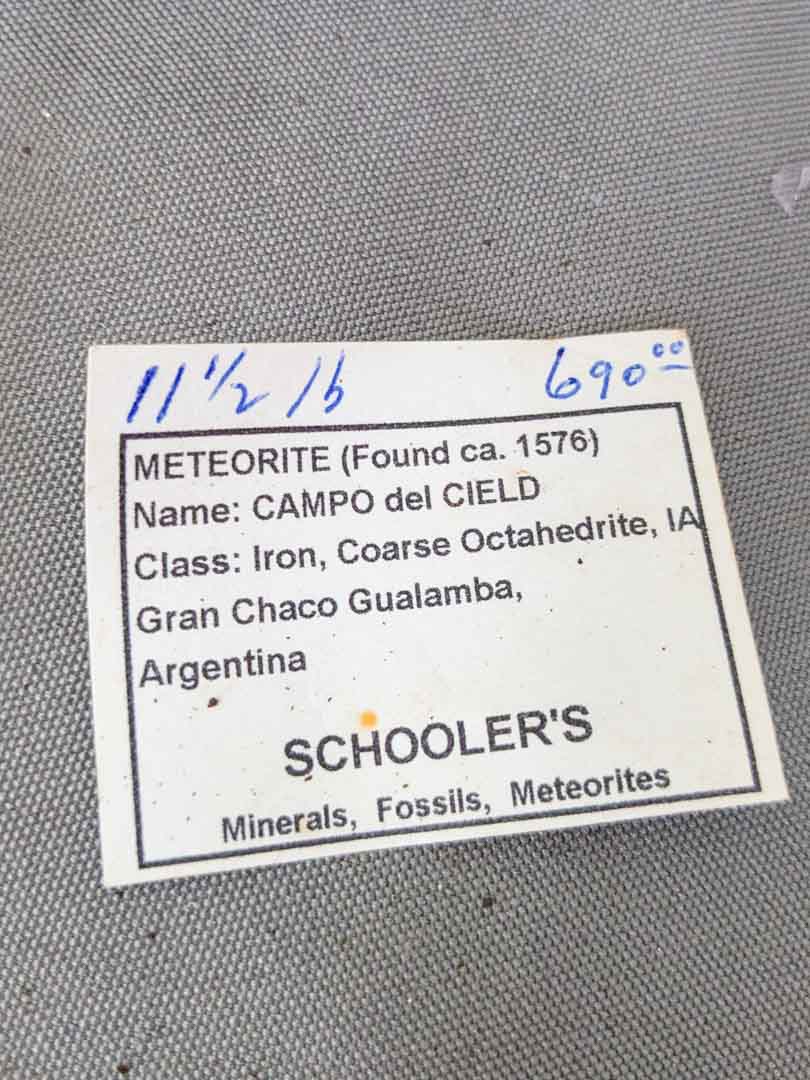 11 1/2 lb 690.00
METEORITE (Found ca. 1576)
Name: CAMPO del CIELD
Class: Iron, Coarse Octahedrite, IA
Gran Chaco Gualamba,
Argentina
SCHOOLER'S
Minerals, Fossils, Meteorites